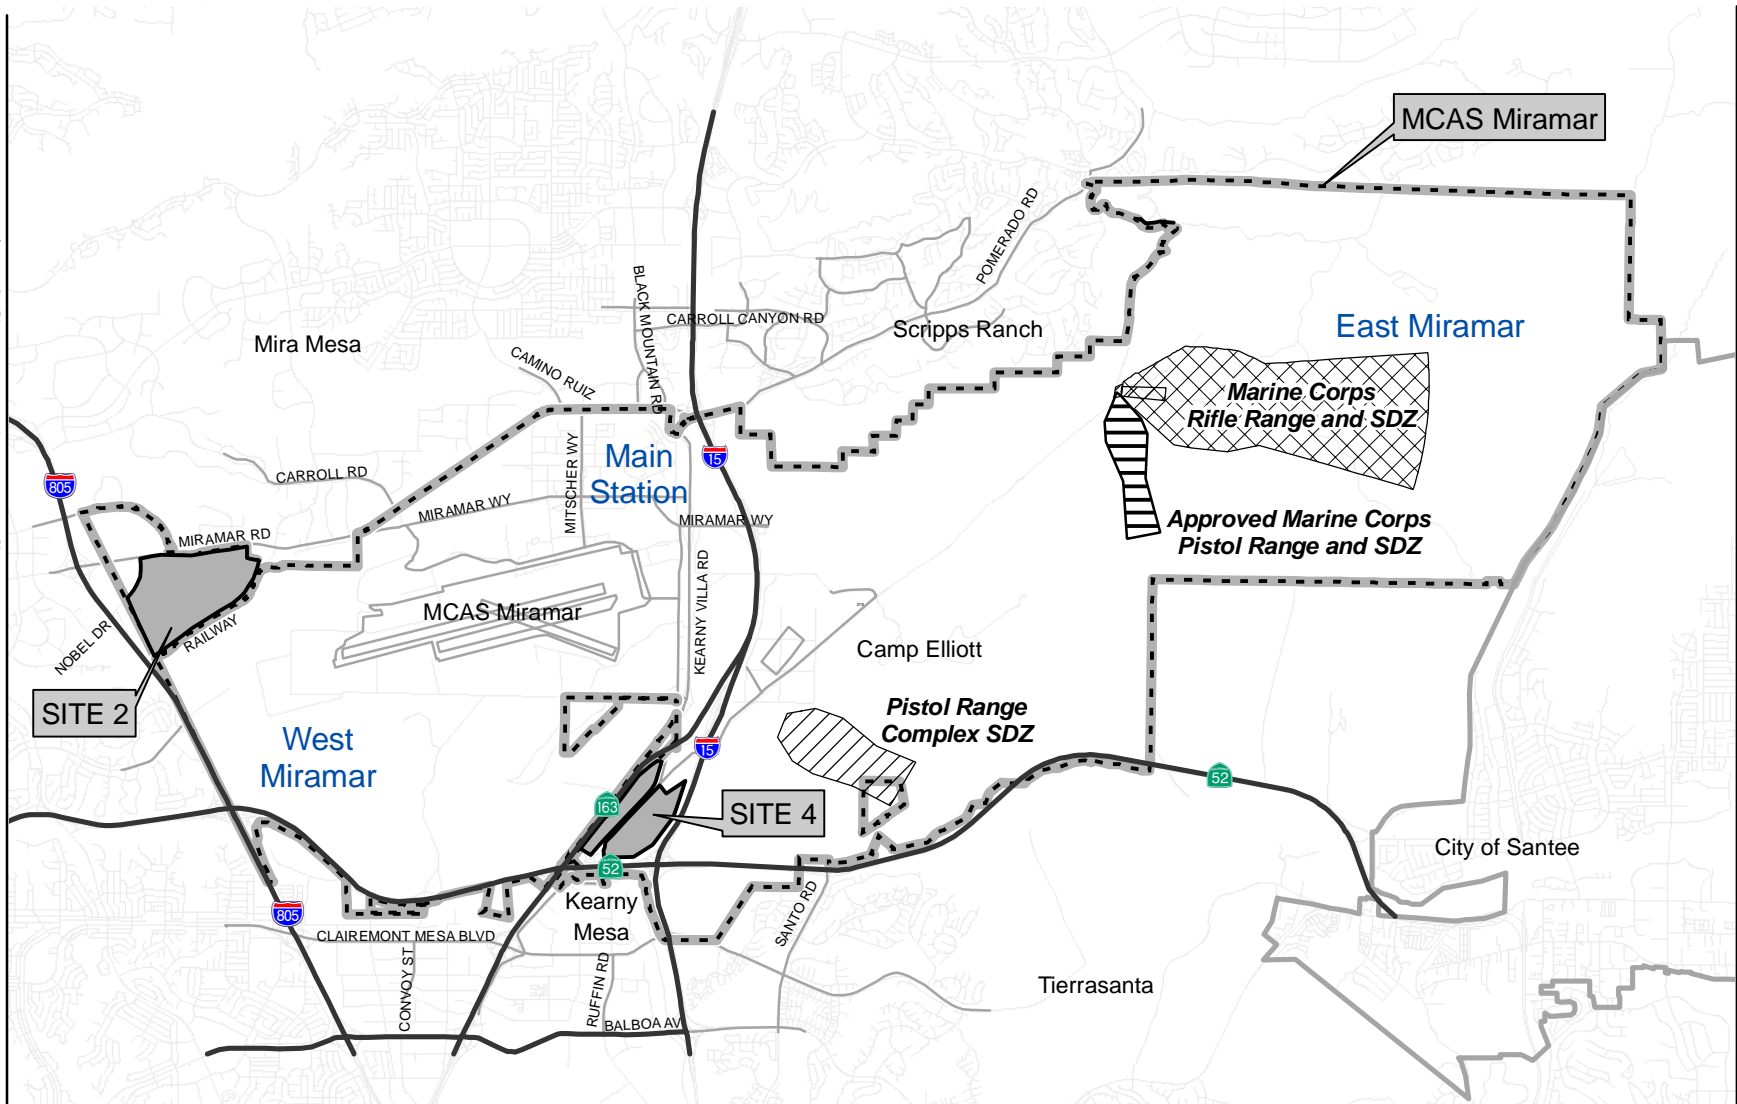 MCAS Miramar
POMERADO RD
BLACK MOUNTAIN RD
CARROLL CANYON RD
Scripps Ranch
East Miramar
Mira Mesa
CAMINO RUIZ
Marine Corps
Rifle Range and SDZ
Main
Station
15
MITSCHER WY
CARROLL RD
805
MIRAMAR WY
MIRAMAR WY
Approved Marine Corps
Pistol Range and SDZ
MIRAMAR RD
KEARNY VILLA RD
MCAS Miramar
NOBEL DR
RAILWAY
Camp Elliott
SITE 2
Pistol Range
Complex SDZ
West
Miramar
15
52
163
SITE 4
52
City of Santee
Kearny
Mesa
805
CLAIREMONT MESA BLVD
SANTO RD
CONVOY ST
RUFFIN RD
Tierrasanta
BALBOA AV